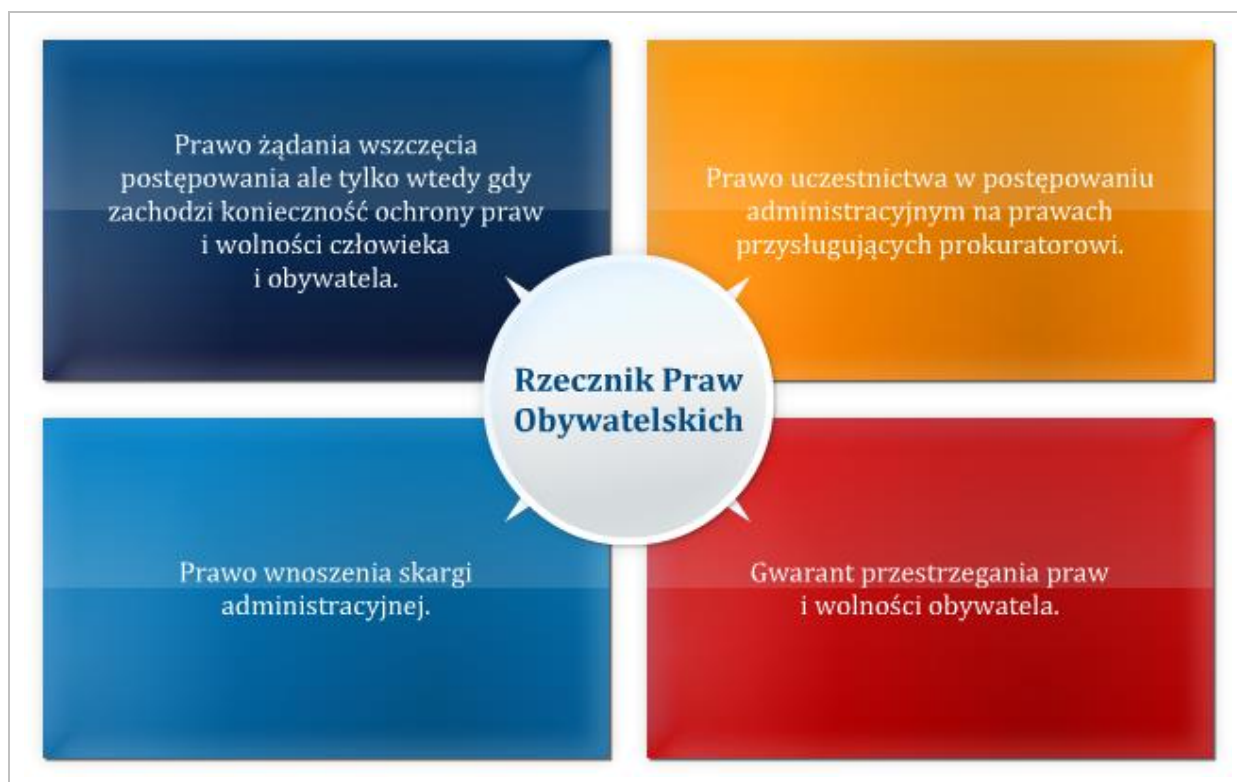 Prawo żądania wszczęcia
postępowania ale tylko wtedy gdy
zachodzi konieczność ochrony praw
i wolności człowieka
i obywatela.
Prawo uczestnictwa w postępowaniu
administracyjnym na prawach
przysługujących prokuratorowi.
Rzecznik Praw
Obywatelskich
Prawo wnoszenia skargi
administracyjnej.
Gwarant przestrzegania praw
i wolności obywatela.